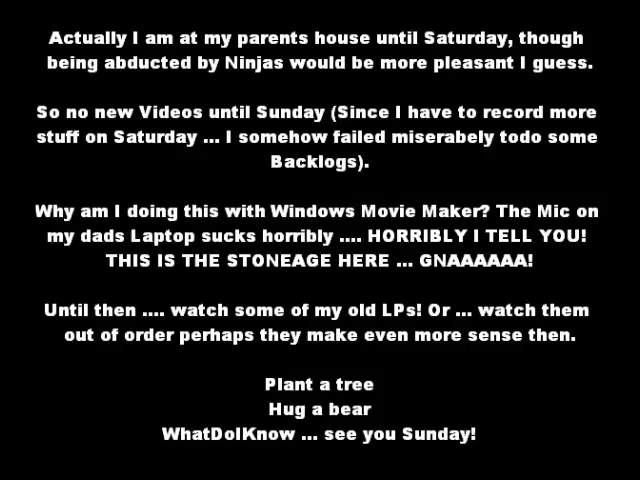 Actually I am at my parents house until Saturday, though
being abducted by Ninjas would be more pleasant I guess.
So no new Videos until Sunday (Since I have to record more
stuff on Saturday ... I somehow failed miserabely todo some
Backlogs).
Why am I doing this with Windows Movie Maker? The Mic on
my dads Laptop sucks horribly .... HORRIBLY I TELL YOU!
THIS IS THE STONEAGE HERE ... GNAAAAAA!
Until then .... watch some of my old LPs! Or ... watch them
out of order perhaps they make even more sense then.
Plant a tree
Hug a bear
WhatDoIKnow ... see you Sunday!